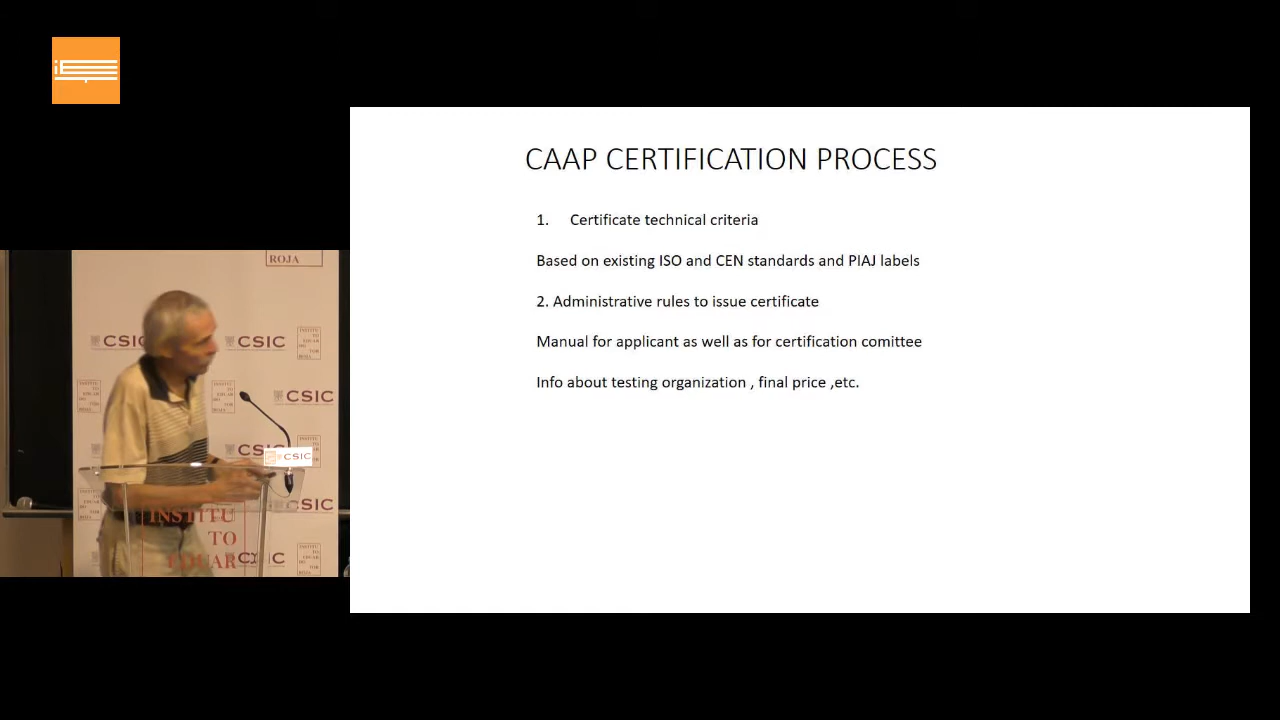 CAAP CERTIFICATION PROCESS
1. Certificate technical criteria
Based on existing ISO and CEN standards and PIAJ labels
2. Administrative rules to issue certificate
Manual for applicant as well as for certification comittee
Info about testing organization , final price ,etc.
ROJA
CSIC
CSIC
CSIC
CSIC
CSIC
CSIC
CSIC
INSTITU
TO
EDUAR